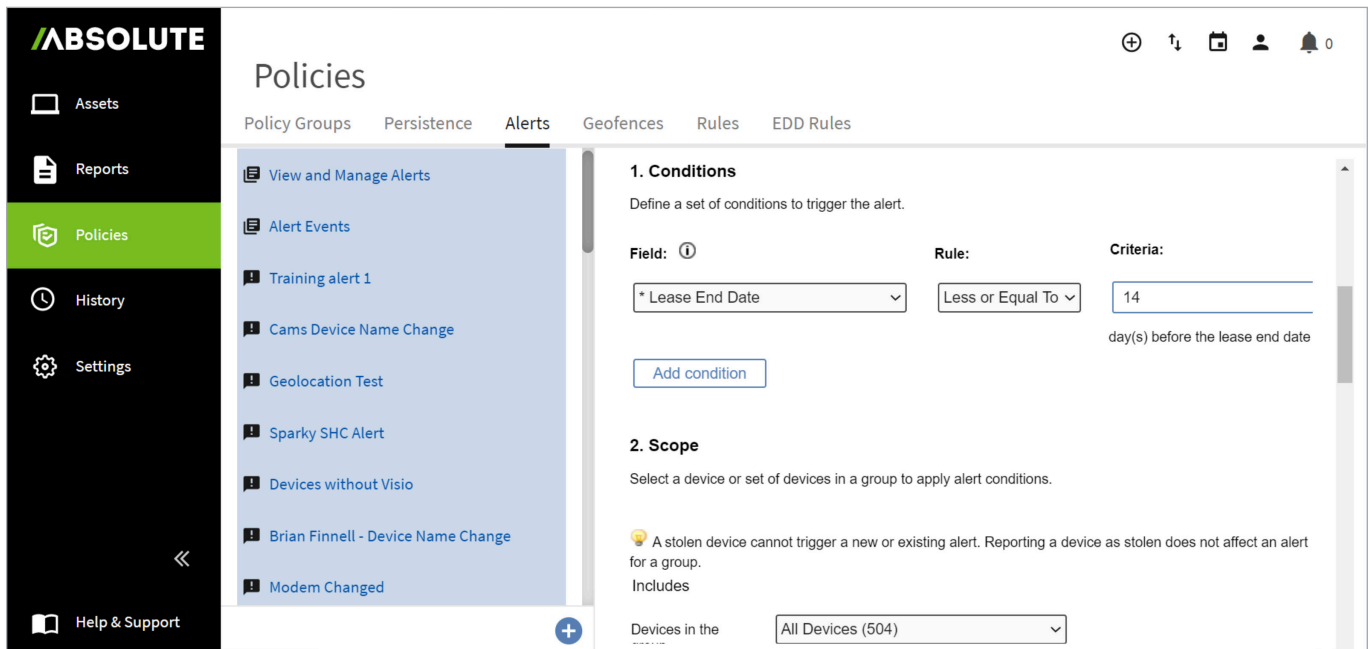 ABSOLUTE
Assets
Reports
Policies
History
Settings
Help & Support
0
Policies
Policy Groups Persistence Alerts Geofences Rules EDD Rules
View and Manage Alerts
Alert Events
Training alert 1
Cams Device Name Change
Geolocation Test
Sparky SHC Alert
Devices without Visio
Brian Finnell - Device Name Change
Modem Changed
1. Conditions
Define a set of conditions to trigger the alert.
Field: Rule: Criteria:
* Lease End Date Less or Equal To 14
day(s) before the lease end date
Add condition
2. Scope
Select a device or set of devices in a group to apply alert conditions.
A stolen device cannot trigger a new or existing alert. Reporting a device as stolen does not affect an alert
for a group.
Includes
Devices in the All Devices (504)